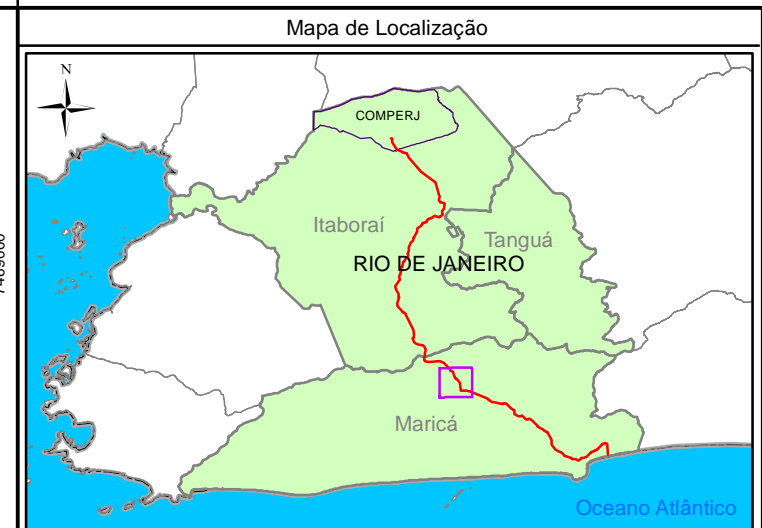 Mapa de Localização
N
COMPERJ
Itaboraí
Tanguá
RIO DE JANEIRO
Maricá
Oceano Atlântico